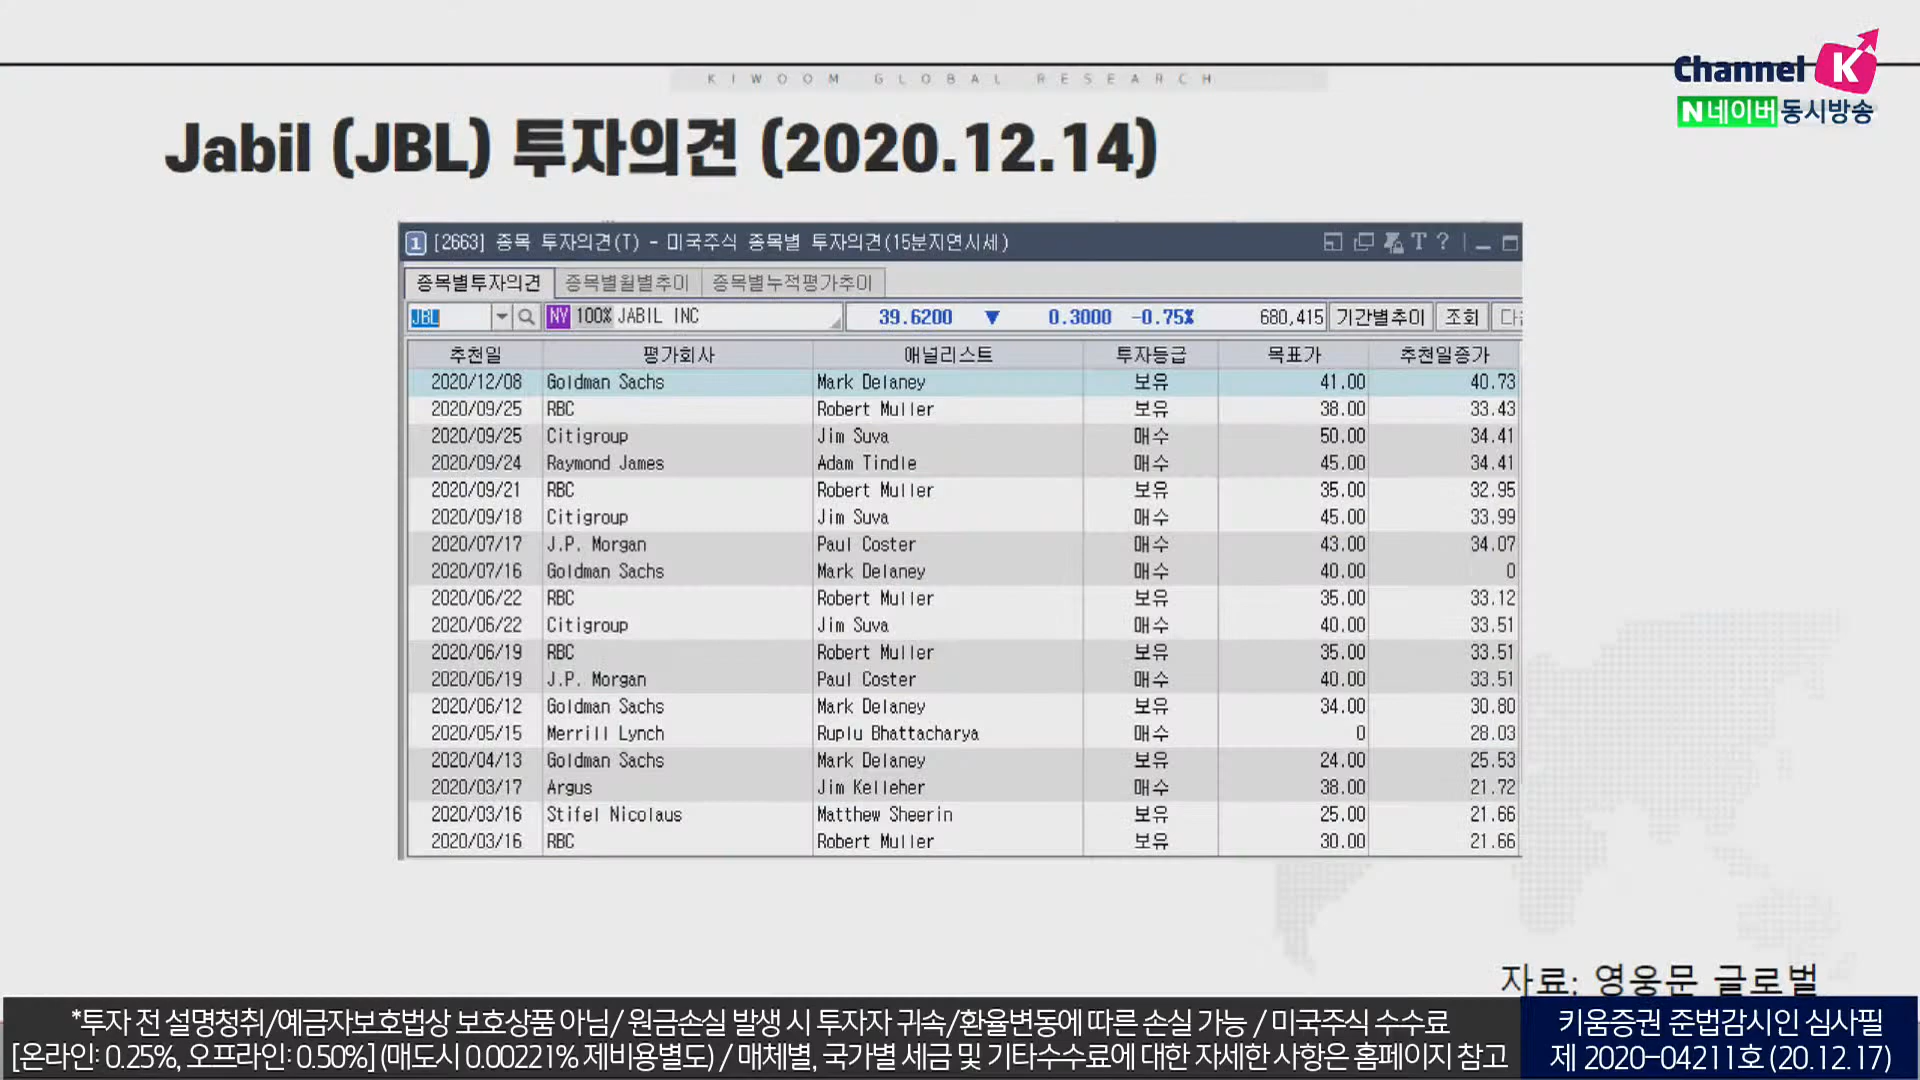 KIWOOM GLOBAL RESEARCH
Channel K
N네이버 동시방송
Jabil (JBL) 투자의견 (2020.12.14)
1 [2663] 종목 투자의견(T) - 미국주식 종목별 투자의견(15분지연시세) T ?
종목별투자의견 종목별월별추이 종목별누적평가추이
JBL NY 100% JABIL INC 39.6200 ▼ 0.3000 -0.75% 680,415 기간별추이 조회
추천일 평가회사 애널리스트 투자등급 목표가 추천일종가
2020/12/08 Goldman Sachs Mark Delaney 보유 41.00 40.73
2020/09/25 RBC Robert Muller 보유 38.00 33.43
2020/09/25 Citigroup Jim Suva 매수 50.00 34.41
2020/09/24 Raymond James Adam Tindle 매수 45.00 34.41
2020/09/21 RBC Robert Muller 보유 35.00 32.95
2020/09/18 Citigroup Jim Suva 매수 45.00 33.99
2020/07/17 J.P. Morgan Paul Coster 매수 43.00 34.07
2020/07/16 Goldman Sachs Mark Delaney 매수 40.00 0
2020/06/22 RBC Robert Muller 보유 35.00 33.12
2020/06/22 Citigroup Jim Suva 매수 40.00 33.51
2020/06/19 RBC Robert Muller 보유 35.00 33.51
2020/06/19 J.P. Morgan Paul Coster 매수 40.00 33.51
2020/06/12 Goldman Sachs Mark Delaney 보유 34.00 30.80
2020/05/15 Merrill Lynch Ruplu Bhattacharya 매수 0 28.03
2020/04/13 Goldman Sachs Mark Delaney 보유 24.00 25.53
2020/03/17 Argus Jim Kelleher 매수 38.00 21.72
2020/03/16 Stifel Nicolaus Matthew Sheerin 보유 25.00 21.66
2020/03/16 RBC Robert Muller 보유 30.00 21.66
자료: 영웅문 글로벌
*투자 전 설명청취/예금자보호법상 보호상품 아님/ 원금손실 발생 시 투자자 귀속/환율변동에 따른 손실 가능 / 미국주식 수수료
[온라인: 0.25%, 오프라인: 0.50%] (매도시 0.00221% 제비용별도) / 매체별, 국가별 세금 및 기타수수료에 대한 자세한 사항은 홈페이지 참고
키움증권 준법감시인 심사필
제 2020-04211호 (20.12.17)